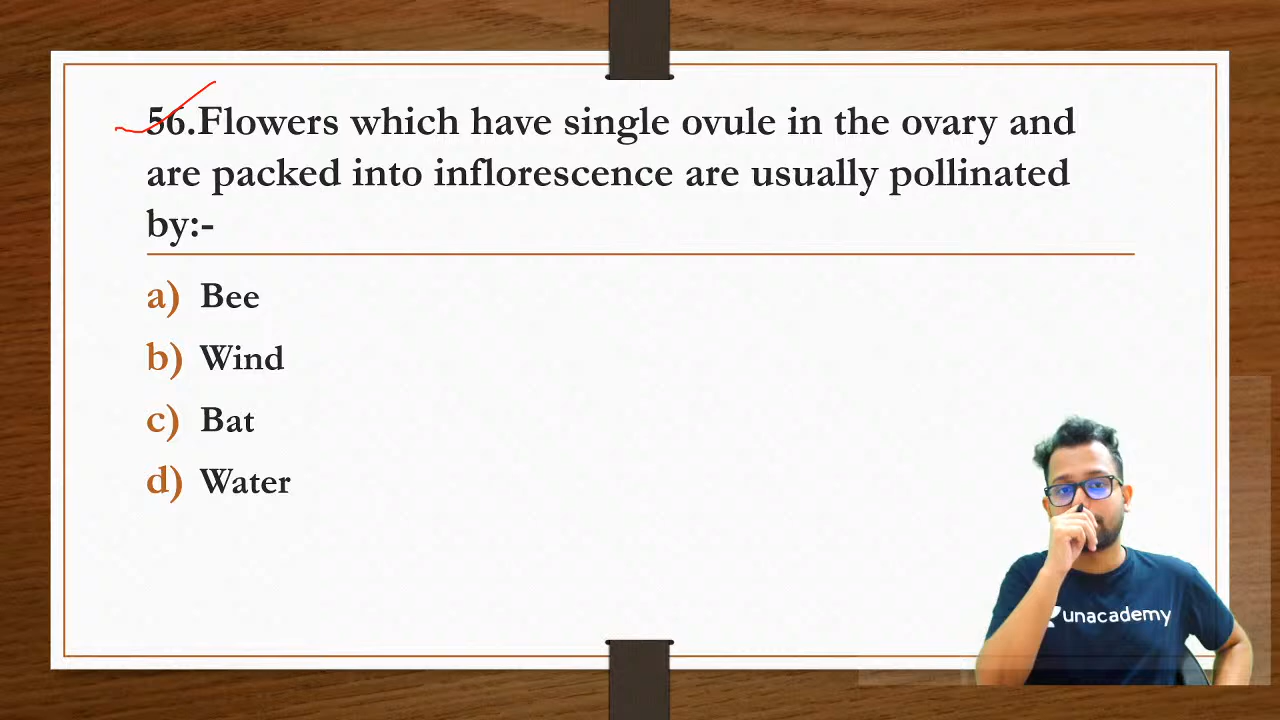 56.Flowers which have single ovule in the ovary and
are packed into inflorescence are usually pollinated
by:-
a) Bee
b) Wind
c) Bat
d) Water
unacademy